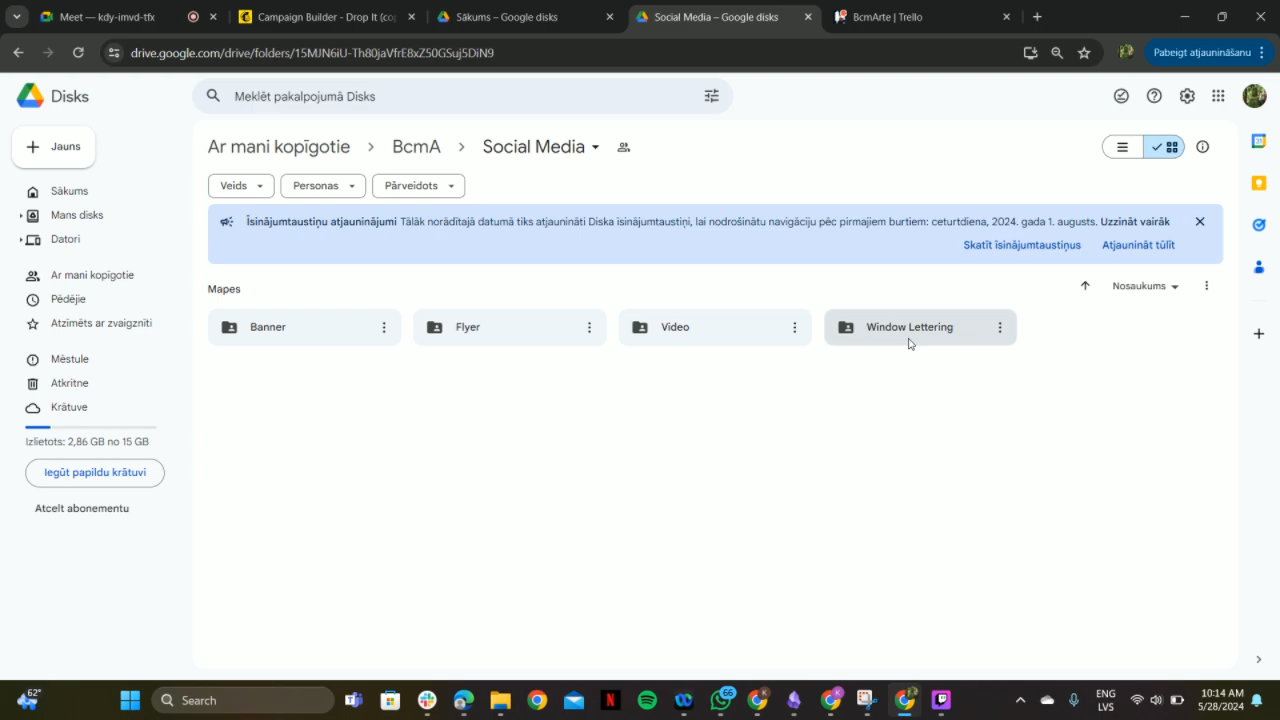 Meet — kdy-imvd-tfx
Campaign Builder - Drop It (co
Sākums – Google disks
Social Media – Google disks
BcmArte | Trello
drive.google.com/drive/folders/15MJN6iU-Th80jaVfrE8xZ50GSuj5DiN9
Pabeigt atjaunināšanu
Disks
Meklēt pakalpojumā Disks
Jauns
Sākums
Mans disks
Datori
Ar mani kopīgotie
Pēdējie
Atzīmēts ar zvaigznīti
Mēstule
Atkritne
Krātuve
Izlietots: 2,86 GB no 15 GB
Iegūt papildu krātuvi
Atcelt abonementu
Ar mani kopīgotie > BcmA > Social Media
Veids
Personas
Pārveidots
Īsinājumtaustiņu atjauninājumi Tālāk norādītajā datumā tiks atjaunināti Diska īsinājumtaustiņi, lai nodrošinātu navigāciju pēc pirmajiem burtiem: ceturtdiena, 2024. gada 1. augusts. Uzzināt vairāk
Skatīt īsinājumtaustiņus
Atjaunināt tūlīt
Mapes
Nosaukums
Banner
Flyer
Video
Window Lettering
62°
Search
66
ENG
LVS
10:14 AM
5/28/2024